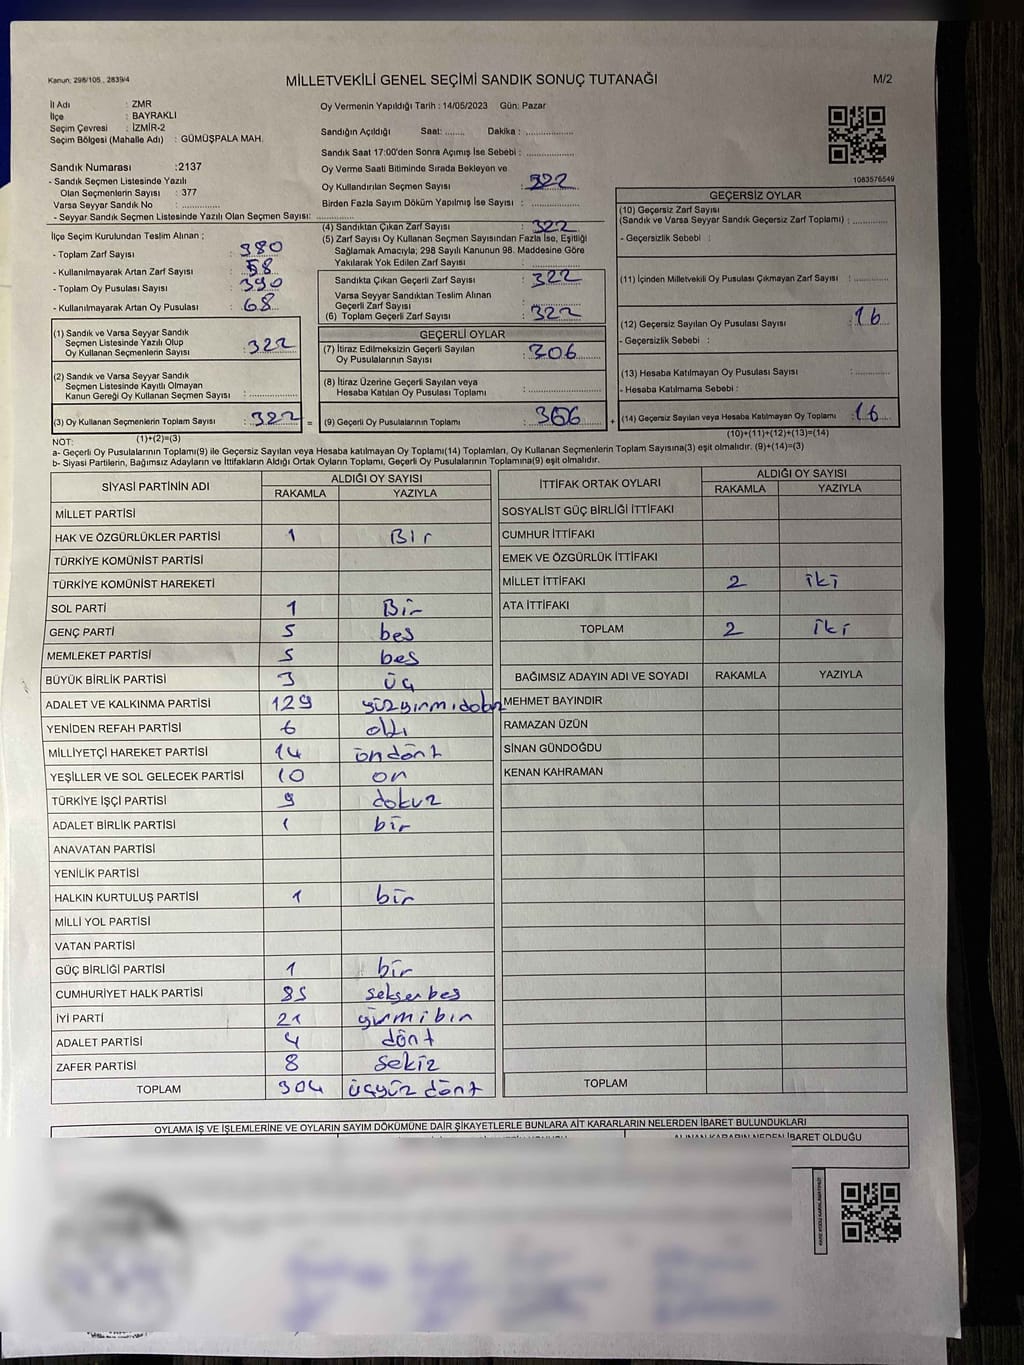 Kanun: 298/105 , 2839/4
MİLLETVEKİLİ GENEL SEÇİMİ SANDIK SONUÇ TUTANAĞI
M/2
İl Adı : ZMR
İlçe : BAYRAKLI
Seçim Çevresi : İZMİR-2
Seçim Bölgesi (Mahalle Adı) : GÜMÜŞPALA MAH.
Sandık Numarası :2137
- Sandık Seçmen Listesinde Yazılı
Olan Seçmenlerin Sayısı : 377
Varsa Seyyar Sandık No :
- Seyyar Sandık Seçmen Listesinde Yazılı Olan Seçmen Sayısı:
Oy Vermenin Yapıldığı Tarih : 14/05/2023 Gün: Pazar
Sandığın Açıldığı Saat: ........ Dakika : ....................
Sandık Saat 17:00'den Sonra Açımış İse Sebebi : ....................
Oy Verme Saati Bitiminde Sırada Bekleyen ve
Oy Kullandırılan Seçmen Sayısı : 322
Birden Fazla Sayım Döküm Yapılmış İse Sayısı : ....................
1083576549
İlçe Seçim Kurulundan Teslim Alınan ;
- Toplam Zarf Sayısı : 380
- Kullanılmayarak Artan Zarf Sayısı : 58
- Toplam Oy Pusulası Sayısı : 390
- Kullanılmayarak Artan Oy Pusulası : 68
(1) Sandık ve Varsa Seyyar Sandık
Seçmen Listesinde Yazılı Olup
Oy Kullanan Seçmenlerin Sayısı : 322
(2) Sandık ve Varsa Seyyar Sandık
Seçmen Listesinde Kayıtlı Olmayan
Kanun Gereği Oy Kullanan Seçmen Sayısı : ....................
(3) Oy Kullanan Seçmenlerin Toplam Sayısı : 322 =
(4) Sandıktan Çıkan Zarf Sayısı : 322
(5) Zarf Sayısı Oy Kullanan Seçmen Sayısından Fazla İse, Eşitliği
Sağlamak Amacıyla; 298 Sayılı Kanunun 98. Maddesine Göre
Yakılarak Yok Edilen Zarf Sayısı : ....................
Sandıkta Çıkan Geçerli Zarf Sayısı : 322
Varsa Seyyar Sandıktan Teslim Alınan
Geçerli Zarf Sayısı : ....................
(6) Toplam Geçerli Zarf Sayısı : 322
GEÇERLİ OYLAR
(7) İtiraz Edilmeksizin Geçerli Sayılan
Oy Pusulalarının Sayısı : 306
(8) İtiraz Üzerine Geçerli Sayılan veya
Hesaba Katılan Oy Pusulası Toplamı : ....................
(9) Geçerli Oy Pusulalarının Toplamı : +
GEÇERSİZ OYLAR
(10) Geçersiz Zarf Sayısı
(Sandık ve Varsa Seyyar Sandık Geçersiz Zarf Toplamı) : ............
- Geçersizlik Sebebi :
(11) İçinden Milletvekili Oy Pusulası Çıkmayan Zarf Sayısı : ............
(12) Geçersiz Sayılan Oy Pusulası Sayısı : 16
- Geçersizlik Sebebi :
(13) Hesaba Katılmayan Oy Pusulası Sayısı : ............
- Hesaba Katılmama Sebebi :
(14) Geçersiz Sayılan veya Hesaba Katılmayan Oy Toplamı : 16
(1)+(2)=(3)
(10)+(11)+(12)+(13)=(14)
NOT:
a- Geçerli Oy Pusulalarının Toplamı(9) ile Geçersiz Sayılan veya Hesaba katılmayan Oy Toplamı(14) Toplamları, Oy Kullanan Seçmenlerin Toplam Sayısına(3) eşit olmalıdır. (9)+(14)=(3)
b- Siyasi Partilerin, Bağımsız Adayların ve İttifakların Aldığı Ortak Oyların Toplamı, Geçerli Oy Pusulalarının Toplamına(9) eşit olmalıdır.
SİYASİ PARTİNİN ADI
ALDIĞI OY SAYISI
RAKAMLA YAZIYLA
MİLLET PARTİSİ
HAK VE ÖZGÜRLÜKLER PARTİSİ 1 Bir
TÜRKİYE KOMÜNİST PARTİSİ
TÜRKİYE KOMÜNİST HAREKETİ
SOL PARTİ 1 Bir
GENÇ PARTİ 5 beş
MEMLEKET PARTİSİ 5 beş
BÜYÜK BİRLİK PARTİSİ 3 üç
ADALET VE KALKINMA PARTİSİ 129
YENİDEN REFAH PARTİSİ 6 altı
MİLLİYETÇİ HAREKET PARTİSİ 14 ondört
YEŞİLLER VE SOL GELECEK PARTİSİ 10 on
TÜRKİYE İŞÇİ PARTİSİ 9 dokuz
ADALET BİRLİK PARTİSİ 1 bir
ANAVATAN PARTİSİ
YENİLİK PARTİSİ
HALKIN KURTULUŞ PARTİSİ 1 bir
MİLLİ YOL PARTİSİ
VATAN PARTİSİ
GÜÇ BİRLİĞİ PARTİSİ 1 bir
CUMHURİYET HALK PARTİSİ 85 seksenbeş
İYİ PARTİ 21 yirmibir
ADALET PARTİSİ 4 dört
ZAFER PARTİSİ 8 sekiz
TOPLAM 304 üçyüz dört
İTTİFAK ORTAK OYLARI
ALDIĞI OY SAYISI
RAKAMLA YAZIYLA
SOSYALİST GÜÇ BİRLİĞİ İTTİFAKI
CUMHUR İTTİFAKI
EMEK VE ÖZGÜRLÜK İTTİFAKI
MİLLET İTTİFAKI 2 iki
ATA İTTİFAKI
TOPLAM 2 iki
BAĞIMSIZ ADAYIN ADI VE SOYADI RAKAMLA YAZIYLA
MEHMET BAYINDIR
RAMAZAN ÜZÜN
SİNAN GÜNDOĞDU
KENAN KAHRAMAN
TOPLAM
OYLAMA İŞ VE İŞLEMLERİNE VE OYLARIN SAYIM DÖKÜMÜNE DAİR ŞİKAYETLERLE BUNLARA AİT KARARLARIN NELERDEN İBARET BULUNDUKLARI
ALINAN KARARIN NEDEN İBARET OLDUĞU